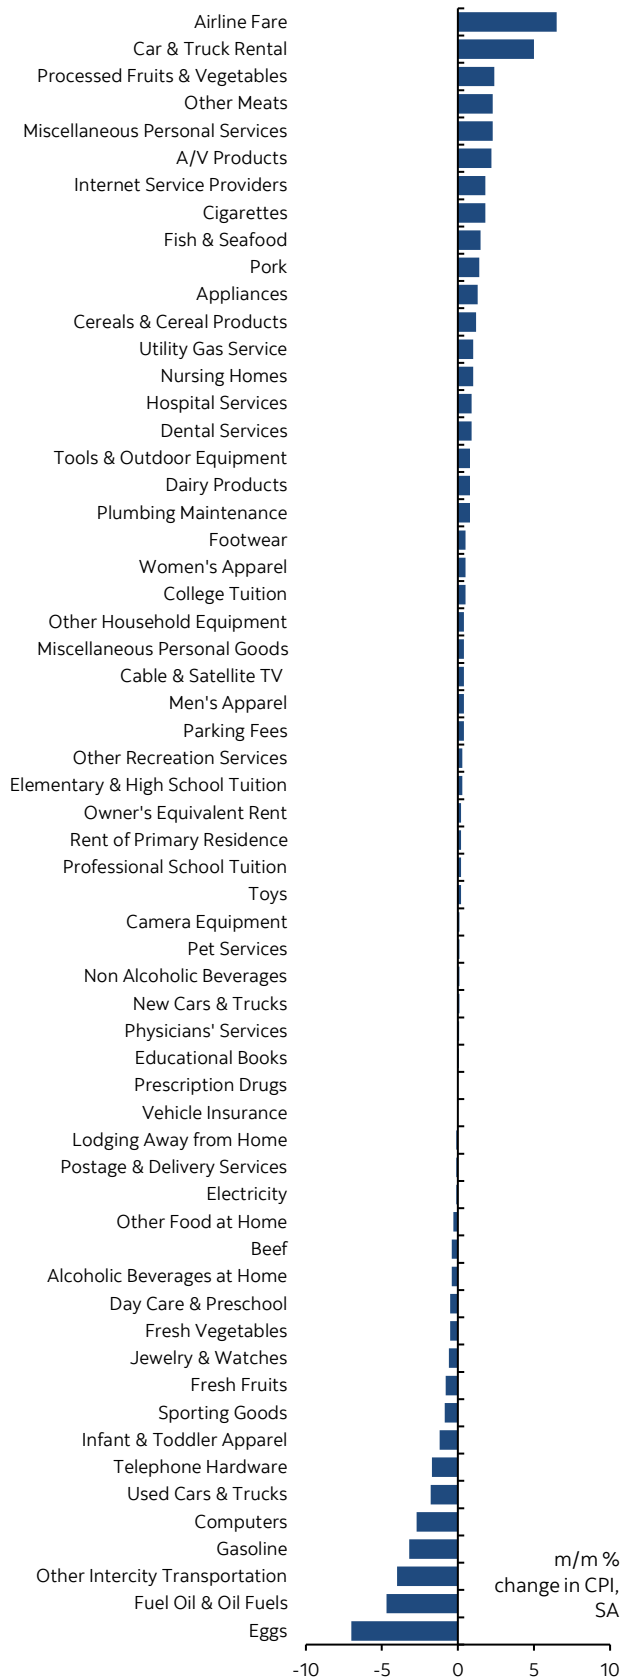 Airline Fare
Car & Truck Rental
Processed Fruits & Vegetables
Other Meats
Miscellaneous Personal Services
A/V Products
Internet Service Providers
Cigarettes
Fish & Seafood
Pork
Appliances
Cereals & Cereal Products
Utility Gas Service
Nursing Homes
Hospital Services
Dental Services
Tools & Outdoor Equipment
Dairy Products
Plumbing Maintenance
Footwear
Women's Apparel
College Tuition
Other Household Equipment
Miscellaneous Personal Goods
Cable & Satellite TV
Men's Apparel
Parking Fees
Other Recreation Services
Elementary & High School Tuition
Owner's Equivalent Rent
Rent of Primary Residence
Professional School Tuition
Toys
Camera Equipment
Pet Services
Non Alcoholic Beverages
New Cars & Trucks
Physicians' Services
Educational Books
Prescription Drugs
Vehicle Insurance
Lodging Away from Home
Postage & Delivery Services
Electricity
Other Food at Home
Beef
Alcoholic Beverages at Home
Day Care & Preschool
Fresh Vegetables
Jewelry & Watches
Fresh Fruits
Sporting Goods
Infant & Toddler Apparel
Telephone Hardware
Used Cars & Trucks
Computers
Gasoline
Other Intercity Transportation
Fuel Oil & Oil Fuels
Eggs
m/m %
change in CPI,
SA
-10 -5 0 5 10